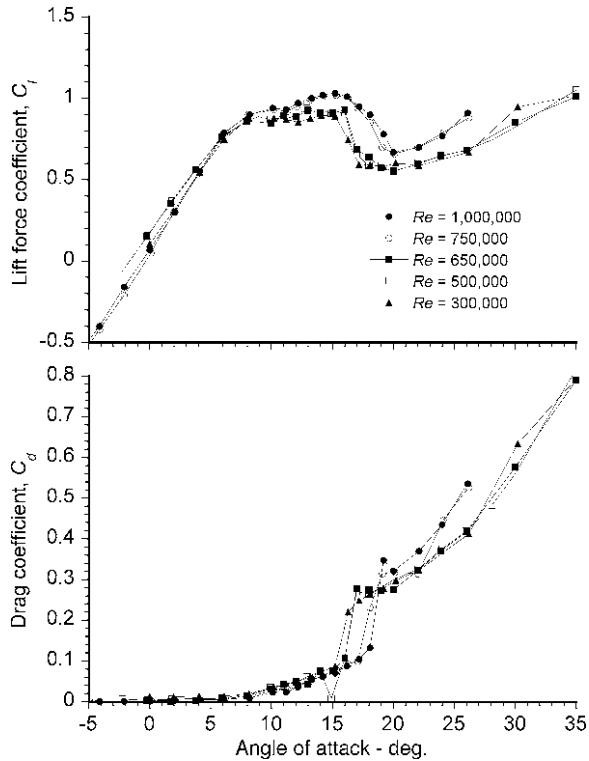 1.5
1
0.5
0
-0.5
Lift force coefficient, C_l
Re = 1,000,000
Re = 750,000
Re = 650,000
Re = 500,000
Re = 300,000
0.8
0.7
0.6
0.5
0.4
0.3
0.2
0.1
0
Drag coefficient, C_d
-5 0 5 10 15 20 25 30 35
Angle of attack - deg.